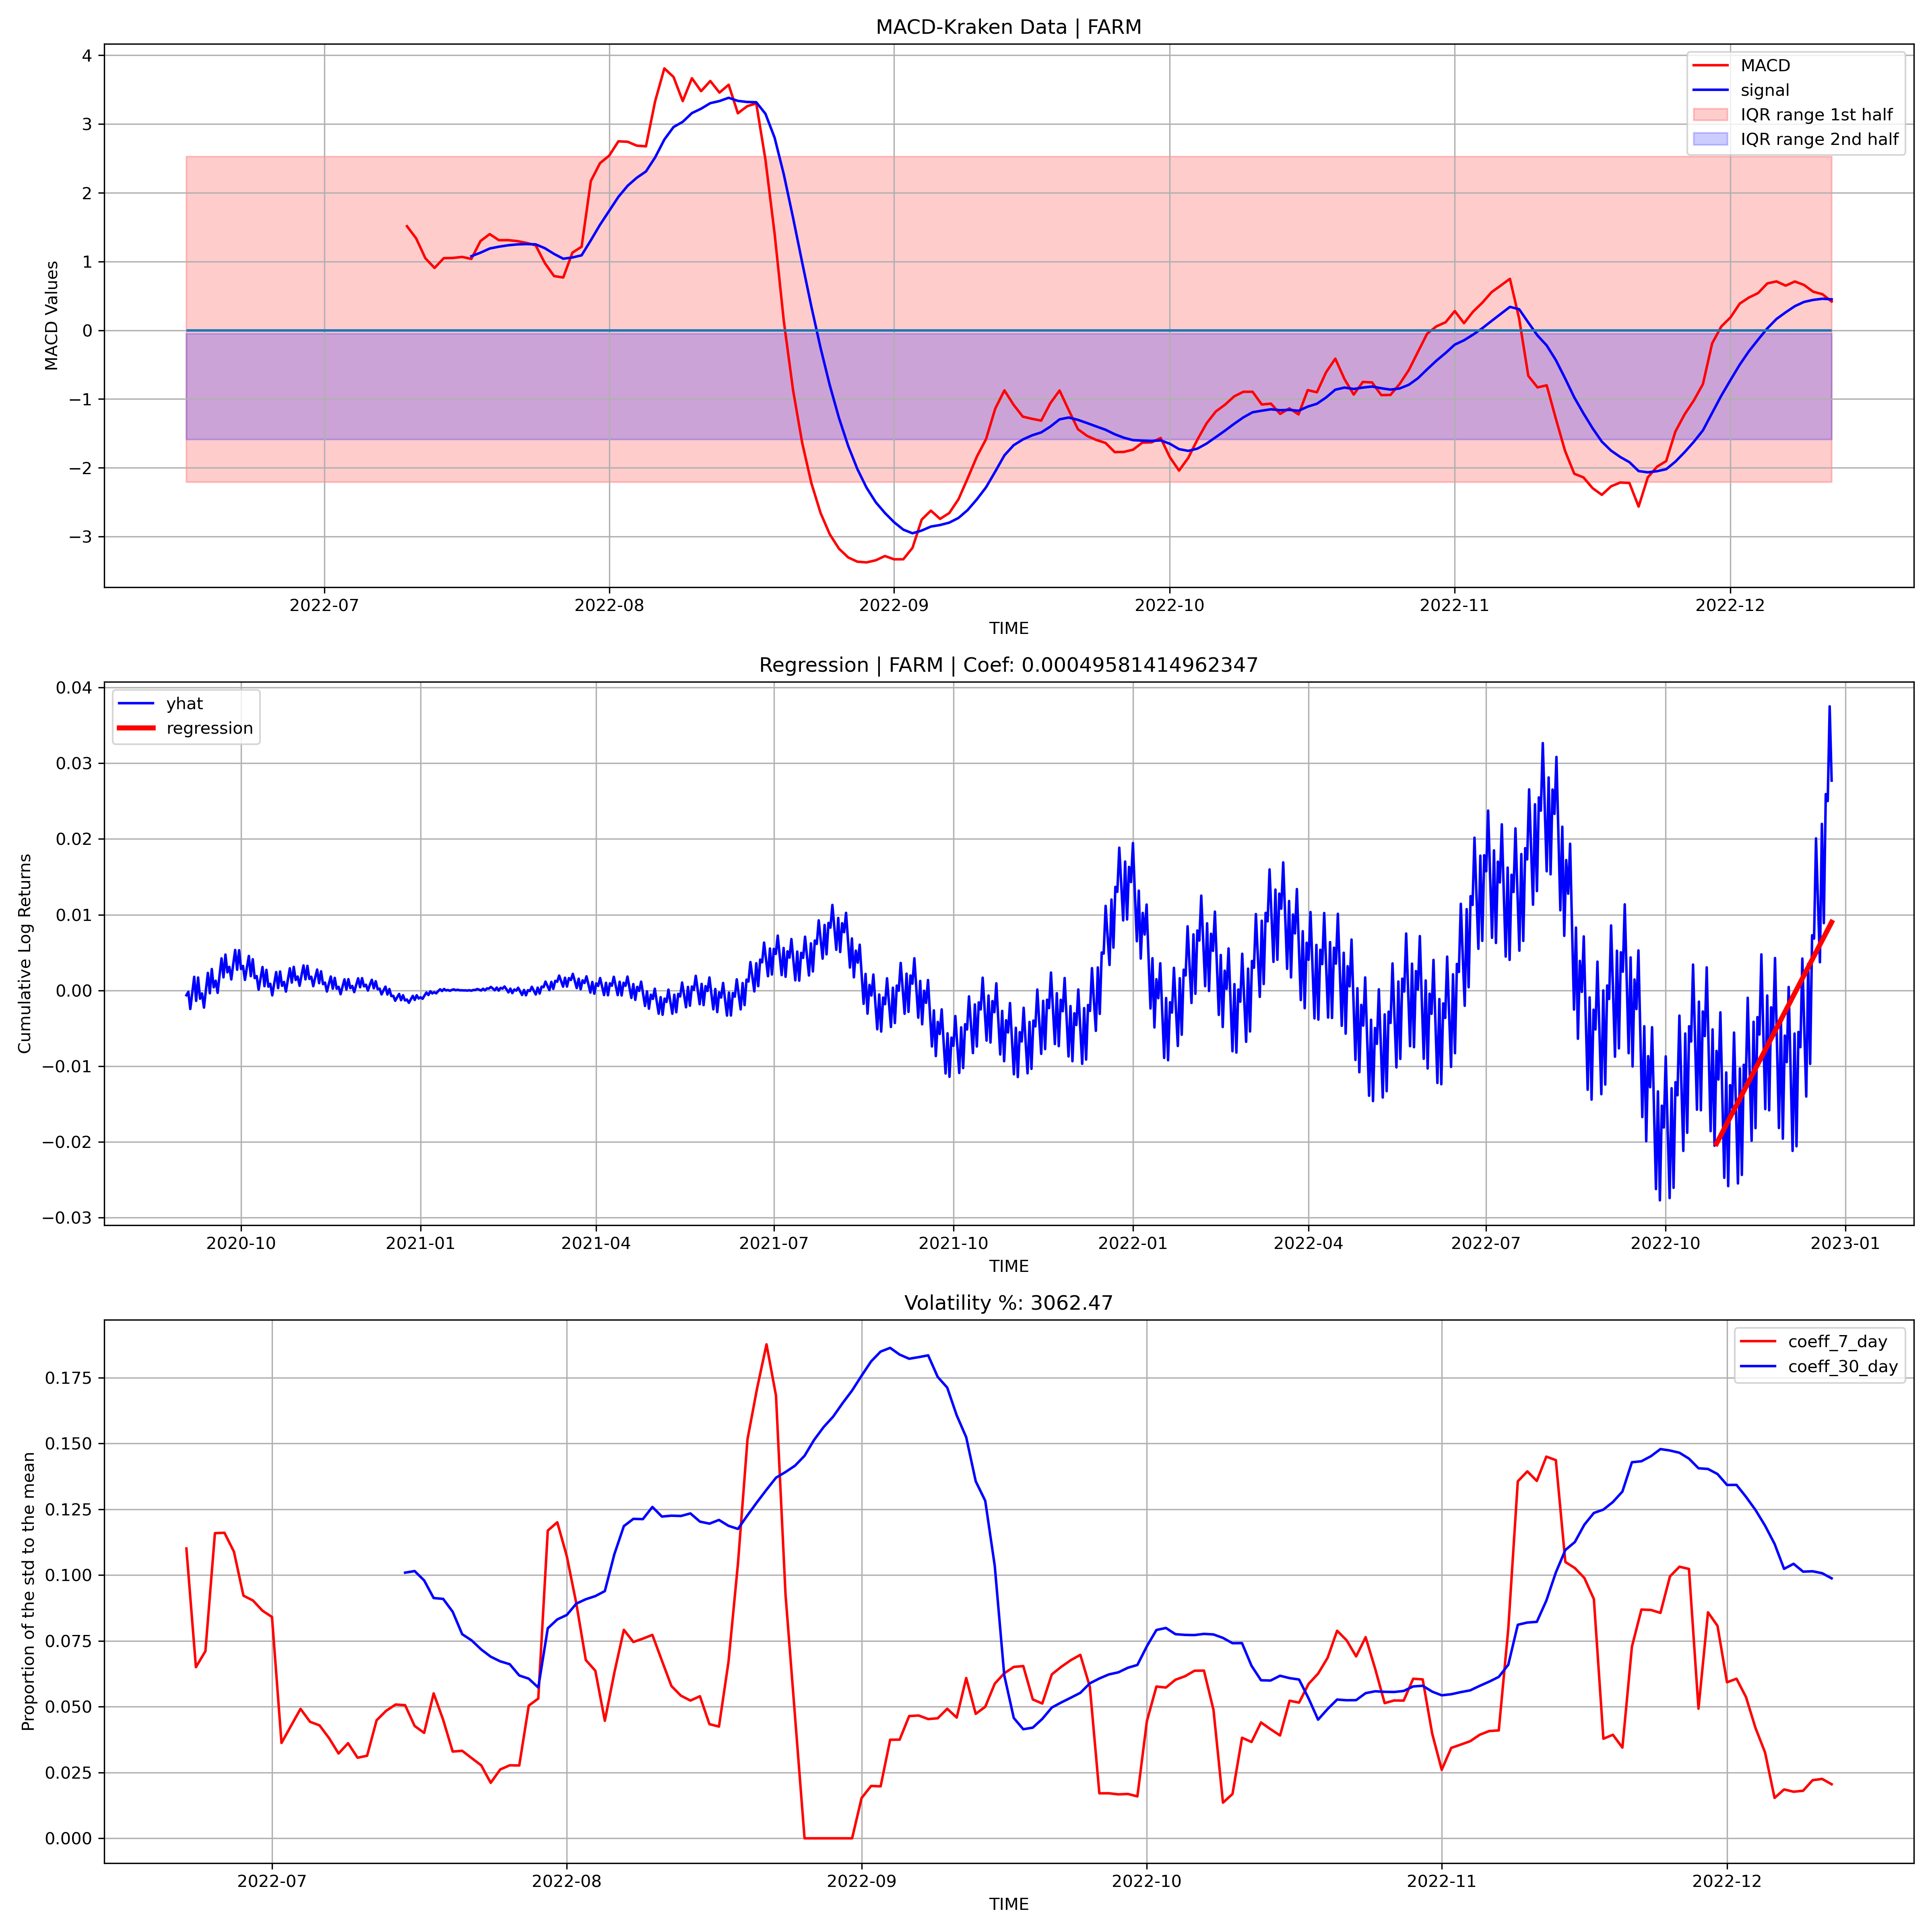 MACD-Kraken Data | FARM
MACD Values
4
3
2
1
0
−1
−2
−3
MACD
signal
IQR range 1st half
IQR range 2nd half
2022-07 2022-08 2022-09 2022-10 2022-11 2022-12
TIME
Regression | FARM | Coef: 0.00049581414962347
Cumulative Log Returns
0.04
0.03
0.02
0.01
0.00
−0.01
−0.02
−0.03
yhat
regression
2020-10 2021-01 2021-04 2021-07 2021-10 2022-01 2022-04 2022-07 2022-10 2023-01
TIME
Volatility %: 3062.47
Proportion of the std to the mean
0.175
0.150
0.125
0.100
0.075
0.050
0.025
0.000
coeff_7_day
coeff_30_day
2022-07 2022-08 2022-09 2022-10 2022-11 2022-12
TIME